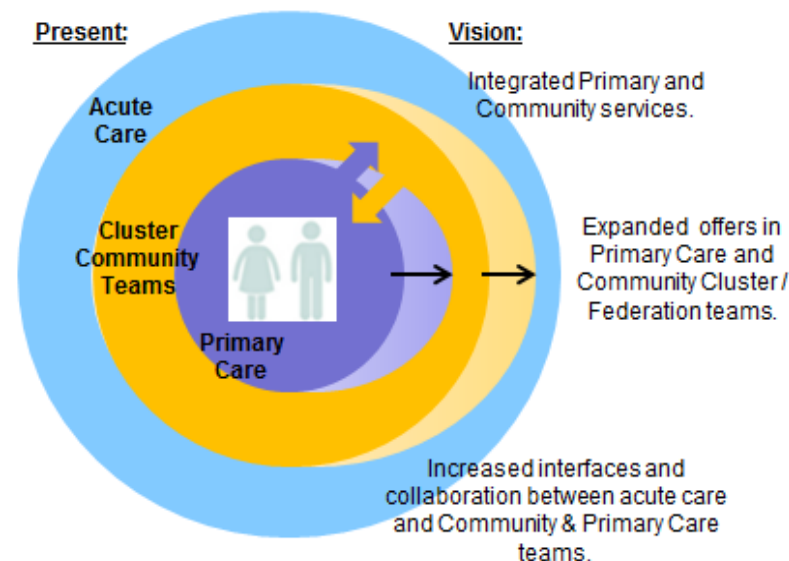 Present:
Vision:
Acute
Care
Cluster
Community
Teams
Primary
Care
Integrated Primary and
Community services.
Expanded offers in
Primary Care and
Community Cluster /
Federation teams.
Increased interfaces and
collaboration between acute care
and Community & Primary Care
teams.